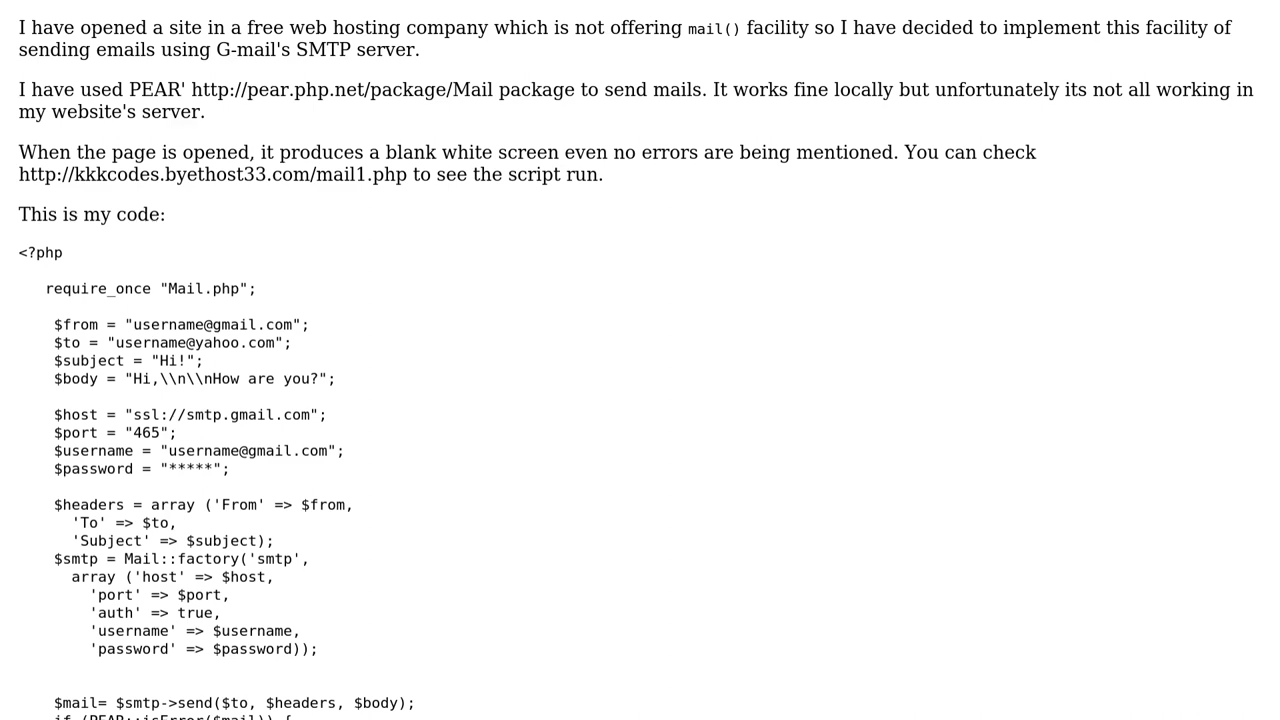 I have opened a site in a free web hosting company which is not offering mail() facility so I have decided to implement this facility of
sending emails using G-mail's SMTP server.
I have used PEAR' http://pear.php.net/package/Mail package to send mails. It works fine locally but unfortunately its not all working in
my website's server.
When the page is opened, it produces a blank white screen even no errors are being mentioned. You can check
http://kkkcodes.byethost33.com/mail1.php to see the script run.
This is my code:
<?php
require_once "Mail.php";
$from = "username@gmail.com";
$to = "username@yahoo.com";
$subject = "Hi!";
$body = "Hi,\\n\\nHow are you?";
$host = "ssl://smtp.gmail.com";
$port = "465";
$username = "username@gmail.com";
$password = "*****";
$headers = array ('From' => $from,
'To' => $to,
'Subject' => $subject);
$smtp = Mail::factory('smtp',
array ('host' => $host,
'port' => $port,
'auth' => true,
'username' => $username,
'password' => $password));
$mail= $smtp->send($to, $headers, $body);
if (PEAR::isError($mail)) {